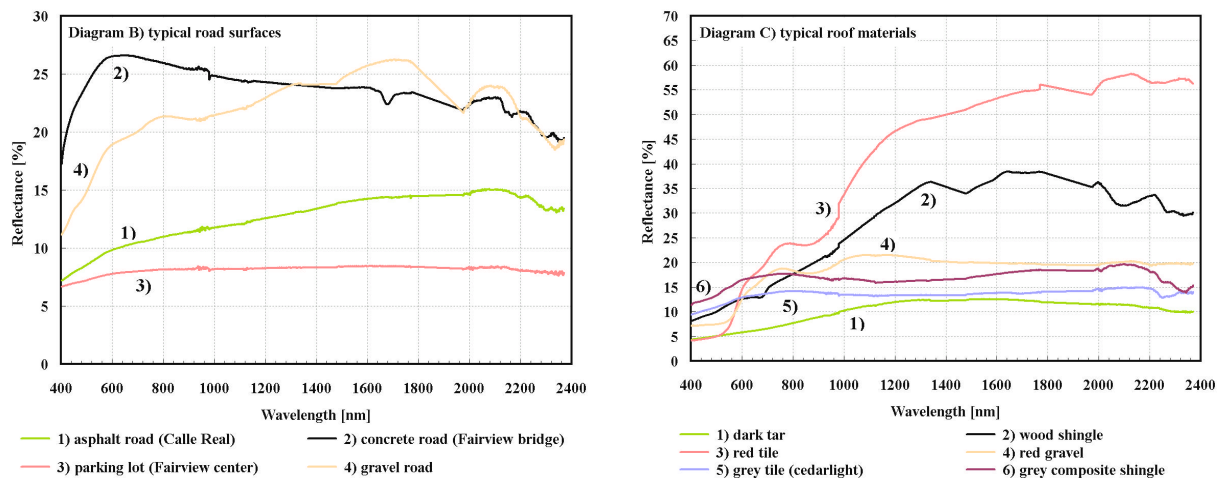 Diagram B) typical road surfaces
30
25
20
15
10
5
0
Reflectance [%]
2)
4)
1)
3)
400 600 800 1000 1200 1400 1600 1800 2000 2200 2400
Wavelength [nm]
1) asphalt road (Calle Real) 2) concrete road (Fairview bridge)
3) parking lot (Fairview center) 4) gravel road
Diagram C) typical roof materials
70
65
60
55
50
45
40
35
30
25
20
15
10
5
0
Reflectance [%]
3)
2)
4)
6)
5)
1)
400 600 800 1000 1200 1400 1600 1800 2000 2200 2400
Wavelength [nm]
1) dark tar 2) wood shingle
3) red tile 4) red gravel
5) grey tile (cedarlight) 6) grey composite shingle